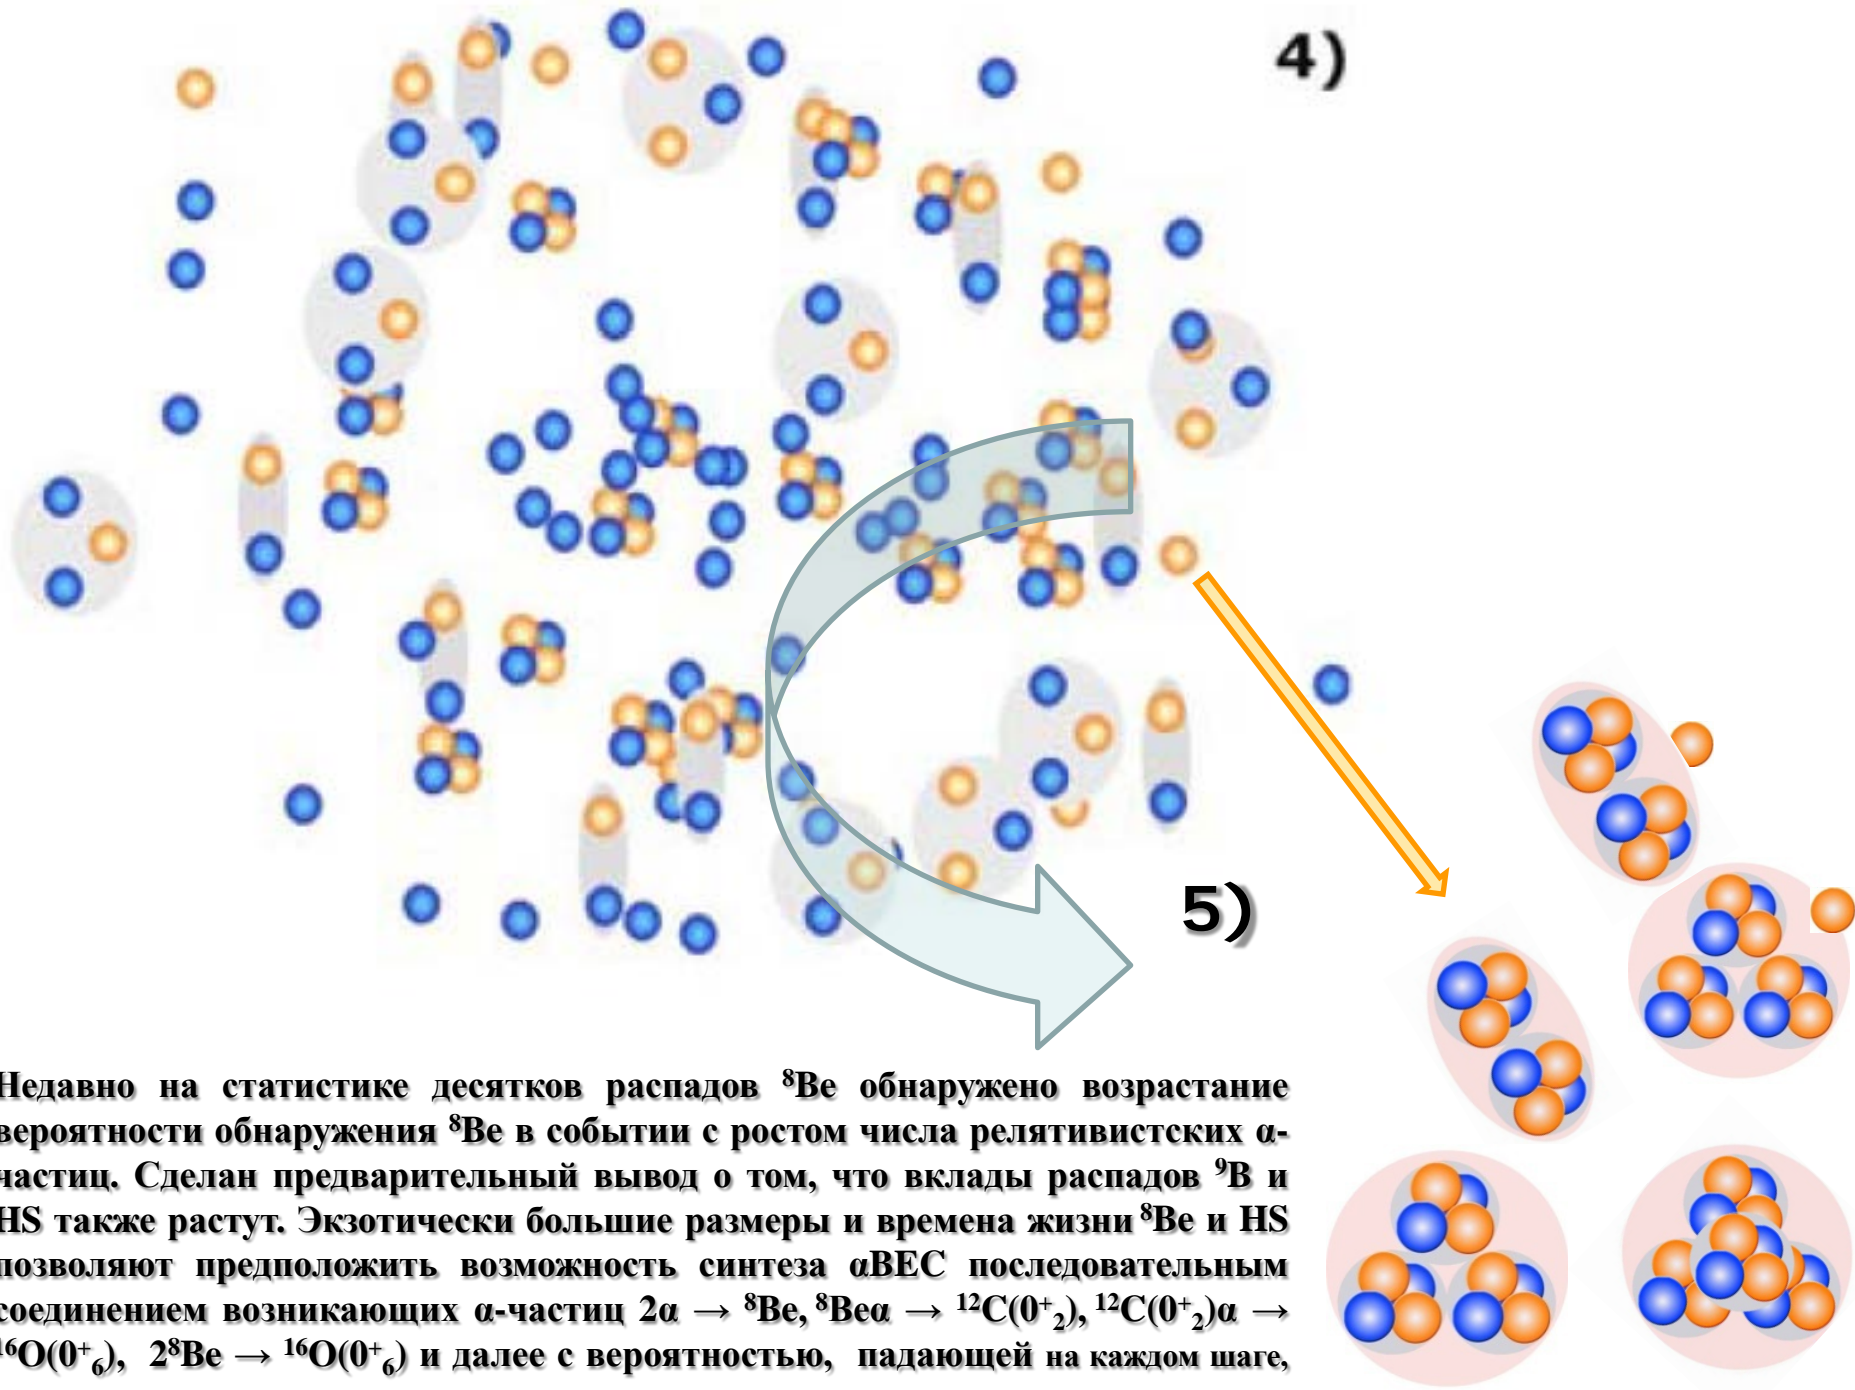 4)
5)
Недавно на статистике десятков распадов ⁸Be обнаружено возрастание
вероятности обнаружения ⁸Be в событии с ростом числа релятивистских α-
частиц. Сделан предварительный вывод о том, что вклады распадов ⁹B и
HS также растут. Экзотически большие размеры и времена жизни ⁸Be и HS
позволяют предположить возможность синтеза αBEC последовательным
соединением возникающих α-частиц 2α → ⁸Be, ⁸Beα → ¹²C(0⁺₂), ¹²C(0⁺₂)α →
¹⁶O(0⁺₆), 2⁸Be → ¹⁶O(0⁺₆) и далее с вероятностью, падающей на каждом шаге,